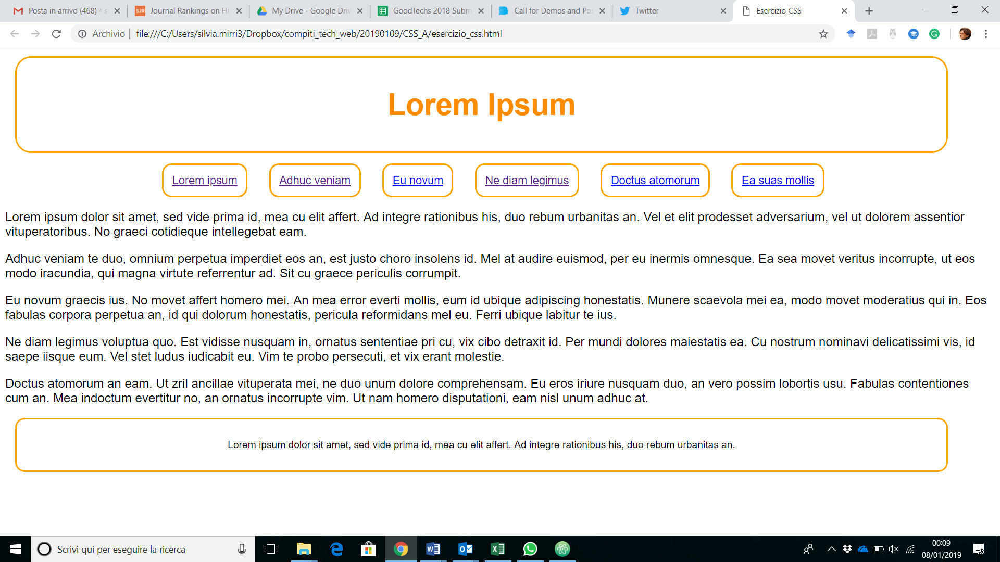 Posta in arrivo (468) - s
SJR Journal Rankings on Hu
My Drive - Google Driv
GoodTechs 2018 Subm
Call for Demos and Pos
Twitter
Esercizio CSS
Archivio | file:///C:/Users/silvia.mirri3/Dropbox/compiti_tech_web/20190109/CSS_A/esercizio_css.html
Lorem Ipsum
Lorem ipsum Adhuc veniam Eu novum Ne diam legimus Doctus atomorum Ea suas mollis
Lorem ipsum dolor sit amet, sed vide prima id, mea cu elit affert. Ad integre rationibus his, duo rebum urbanitas an. Vel et elit prodesset adversarium, vel ut dolorem assentior
vituperatoribus. No graeci cotidieque intellegebat eam.
Adhuc veniam te duo, omnium perpetua imperdiet eos an, est justo choro insolens id. Mel at audire euismod, per eu inermis omnesque. Ea sea movet veritus incorrupte, ut eos
modo iracundia, qui magna virtute referrentur ad. Sit cu graece periculis corrumpit.
Eu novum graecis ius. No movet affert homero mei. An mea error everti mollis, eum id ubique adipiscing honestatis. Munere scaevola mei ea, modo movet moderatius qui in. Eos
fabulas corpora perpetua an, id qui dolorum honestatis, pericula reformidans mel eu. Ferri ubique labitur te ius.
Ne diam legimus voluptua quo. Est vidisse nusquam in, ornatus sententiae pri cu, vix cibo detraxit id. Per mundi dolores maiestatis ea. Cu nostrum nominavi delicatissimi vis, id
saepe iisque eum. Vel stet ludus iudicabit eu. Vim te probo persecuti, et vix erant molestie.
Doctus atomorum an eam. Ut zril ancillae vituperata mei, ne duo unum dolore comprehensam. Eu eros iriure nusquam duo, an vero possim lobortis usu. Fabulas contentiones
cum an. Mea indoctum evertitur no, an ornatus incorrupte vim. Ut nam homero disputationi, eam nisl unum adhuc at.
Lorem ipsum dolor sit amet, sed vide prima id, mea cu elit affert. Ad integre rationibus his, duo rebum urbanitas an.
Scrivi qui per eseguire la ricerca
00:09
08/01/2019